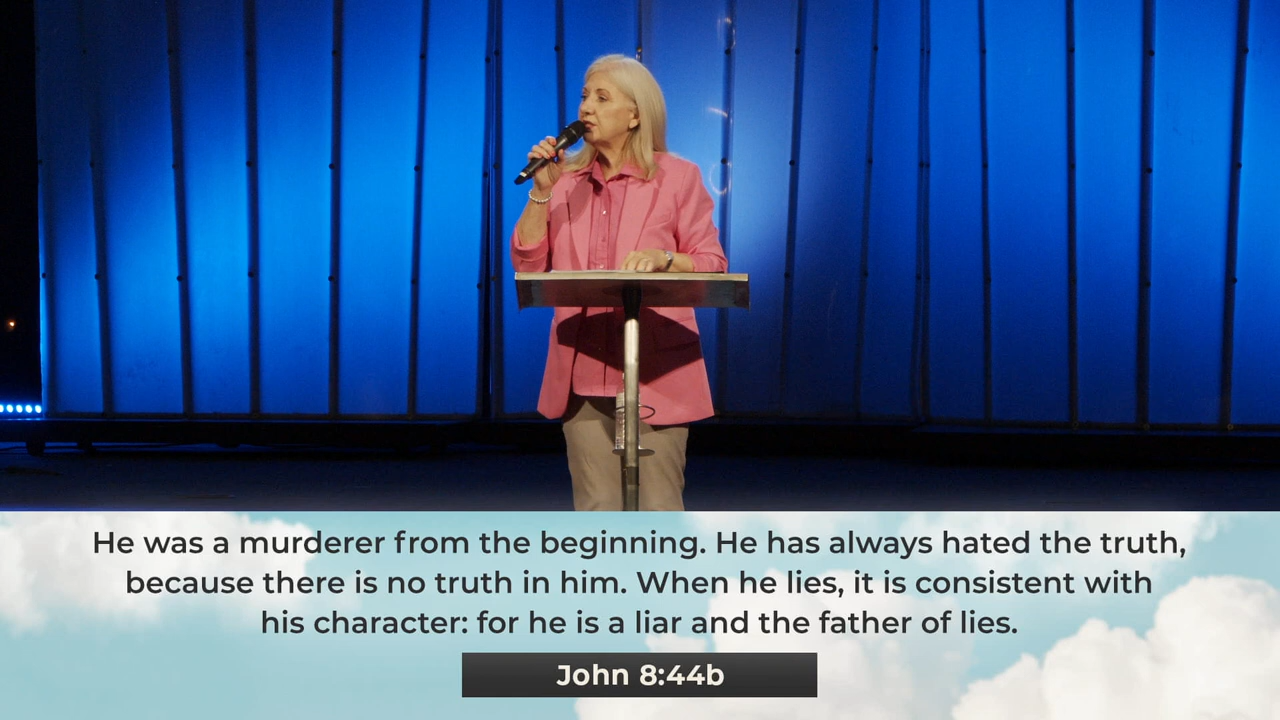 He was a murderer from the beginning. He has always hated the truth,
because there is no truth in him. When he lies, it is consistent with
his character: for he is a liar and the father of lies.
John 8:44b